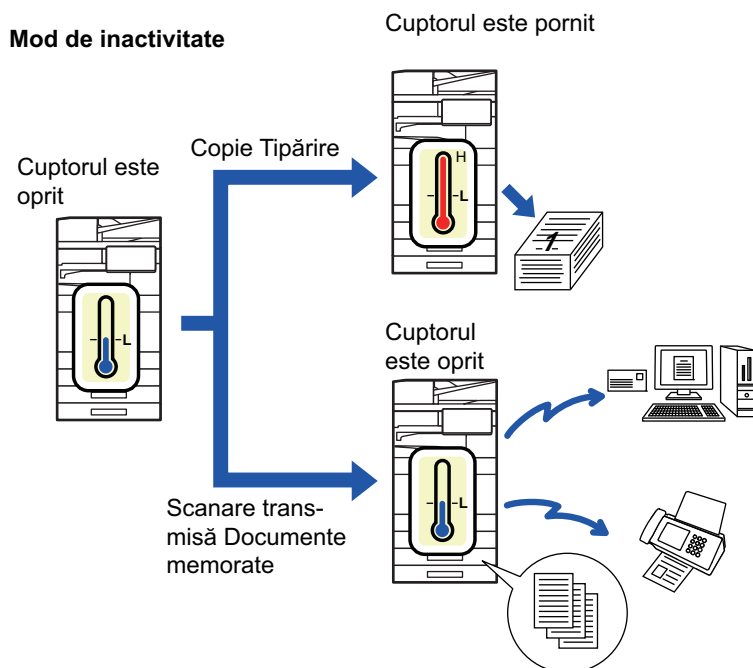 Mod de inactivitate
Cuptorul este pornit
Cuptorul este
oprit
Copie Tipărire
L
H
L
1
Cuptorul
este oprit
L
Scanare trans-
misă Documente
memorate